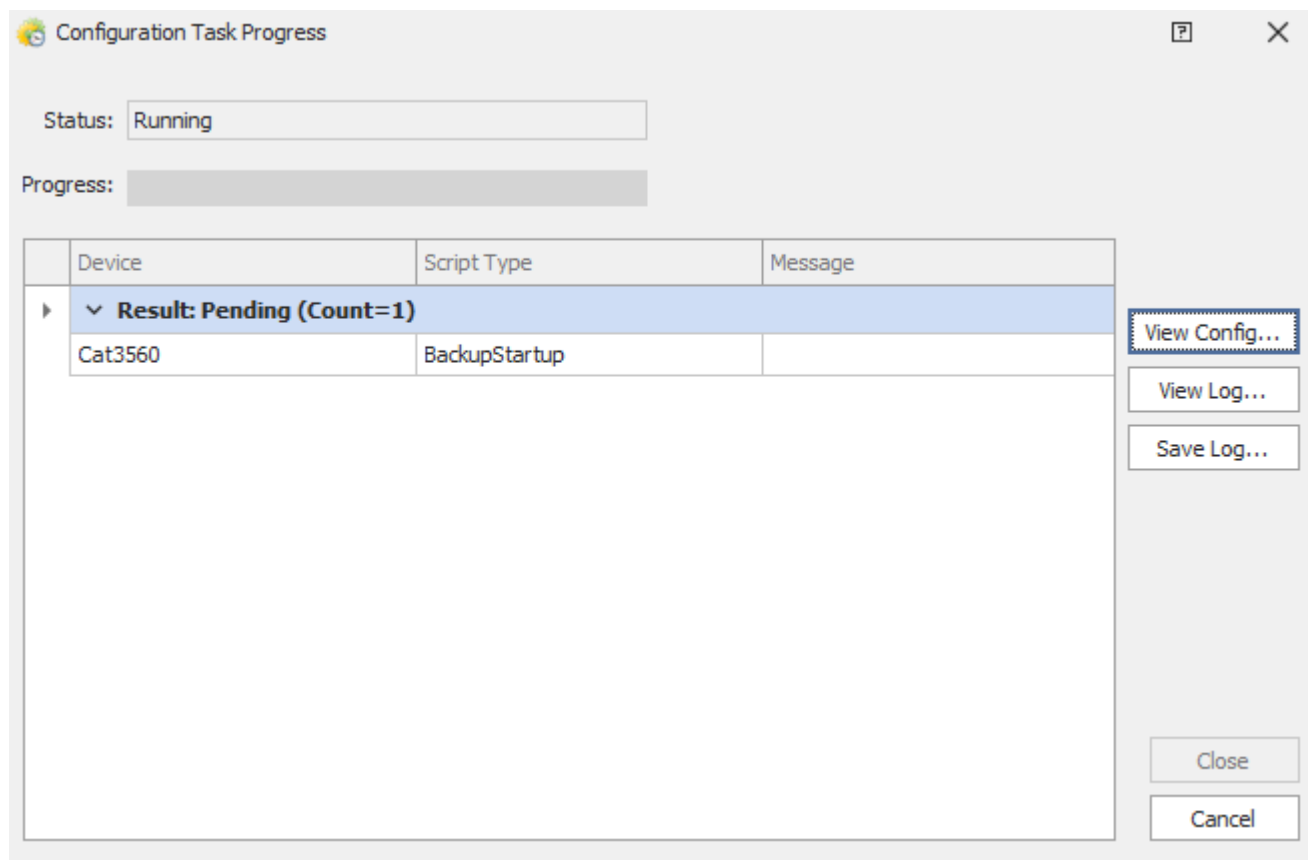 Configuration Task Progress
Status: Running
Progress:
Device Script Type Message
Result: Pending (Count=1)
Cat3560 BackupStartup
View Config...
View Log...
Save Log...
Close
Cancel